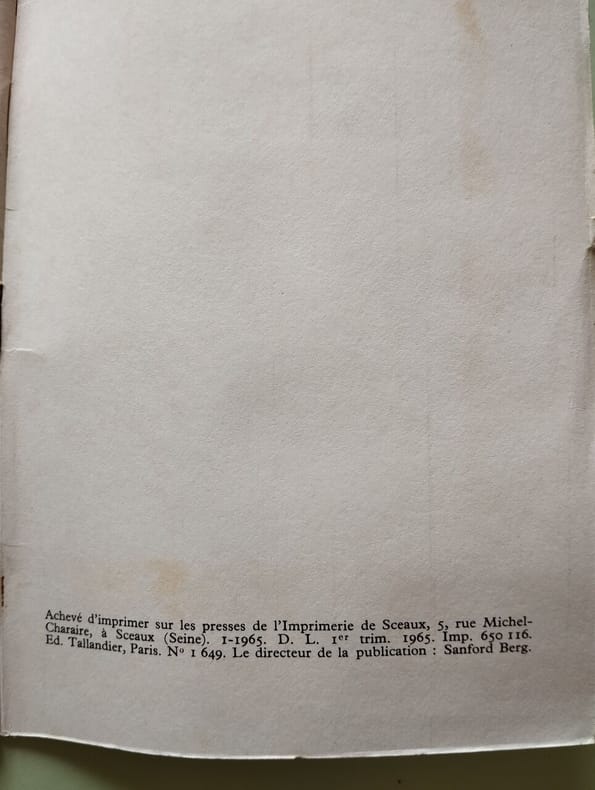 Achevé d'imprimer sur les presses de l'Imprimerie de Sceaux, 5, rue Michel-
Charaire, à Sceaux (Seine). 1-1965. D. L. 1er trim. 1965. Imp. 650 116.
Ed. Tallandier, Paris. No 1 649. Le directeur de la publication : Sanford Berg.